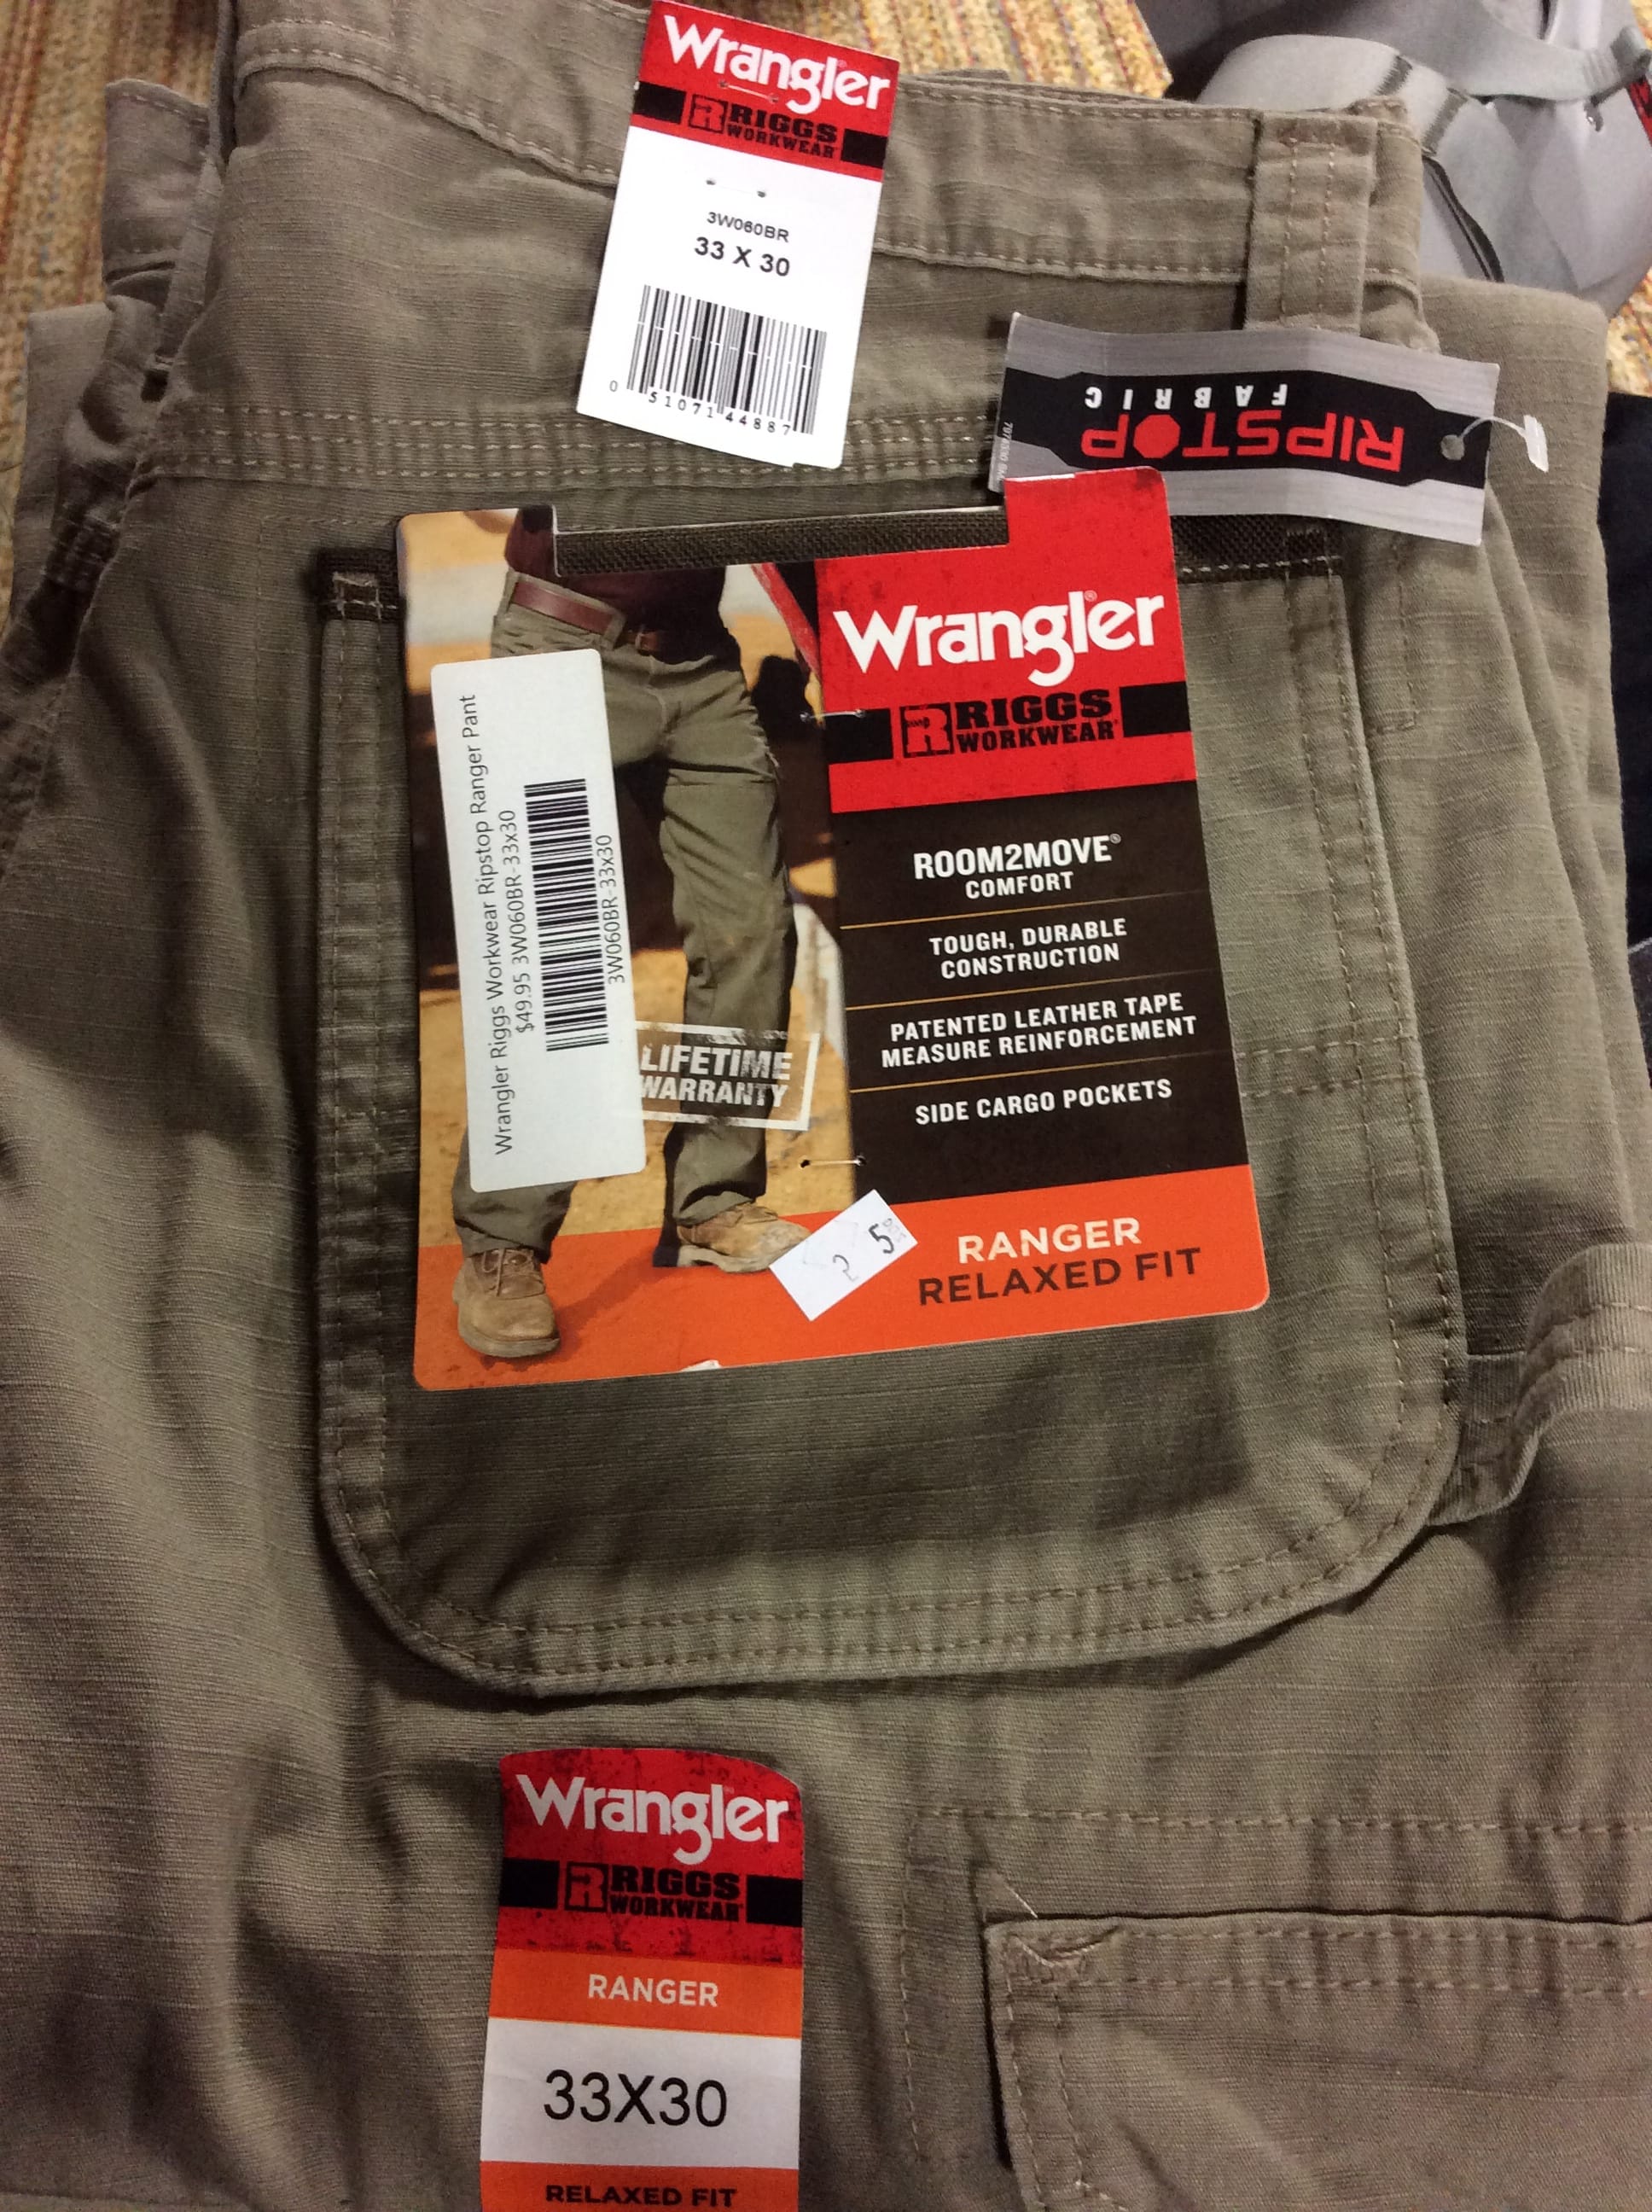 Wrangler
RIGGS
WORKWEAR
3W060BR
33 X 30
0 51071 44887
RIPSTOP
FABRIC
Wrangler®
RIGGS
WORKWEAR
ROOM2MOVE®
COMFORT
TOUGH, DURABLE
CONSTRUCTION
PATENTED LEATHER TAPE
MEASURE REINFORCEMENT
SIDE CARGO POCKETS
RANGER
RELAXED FIT
Wrangler Riggs Workwear Ripstop Ranger Pant
$49.95 3W060BR-33x30
3W060BR-33x30
LIFETIME
WARRANTY
2 5
Wrangler
RIGGS
WORKWEAR
RANGER
33X30
RELAXED FIT